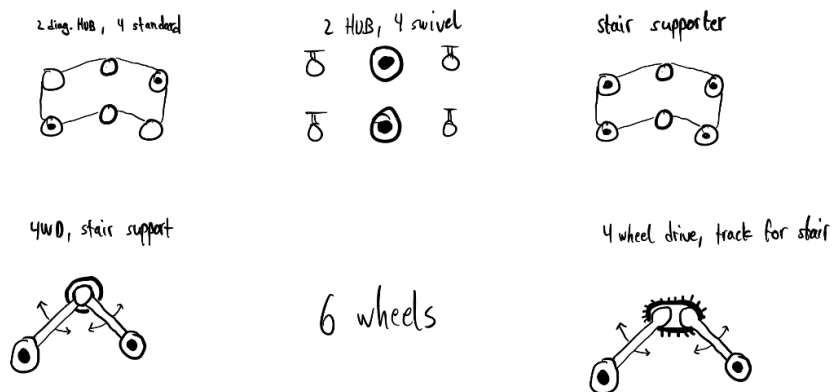 2 diag. HUB, 4 standard
2 HUB, 4 swivel
stair supporter
4WD, stair support
6 wheels
4 wheel drive, track for stair